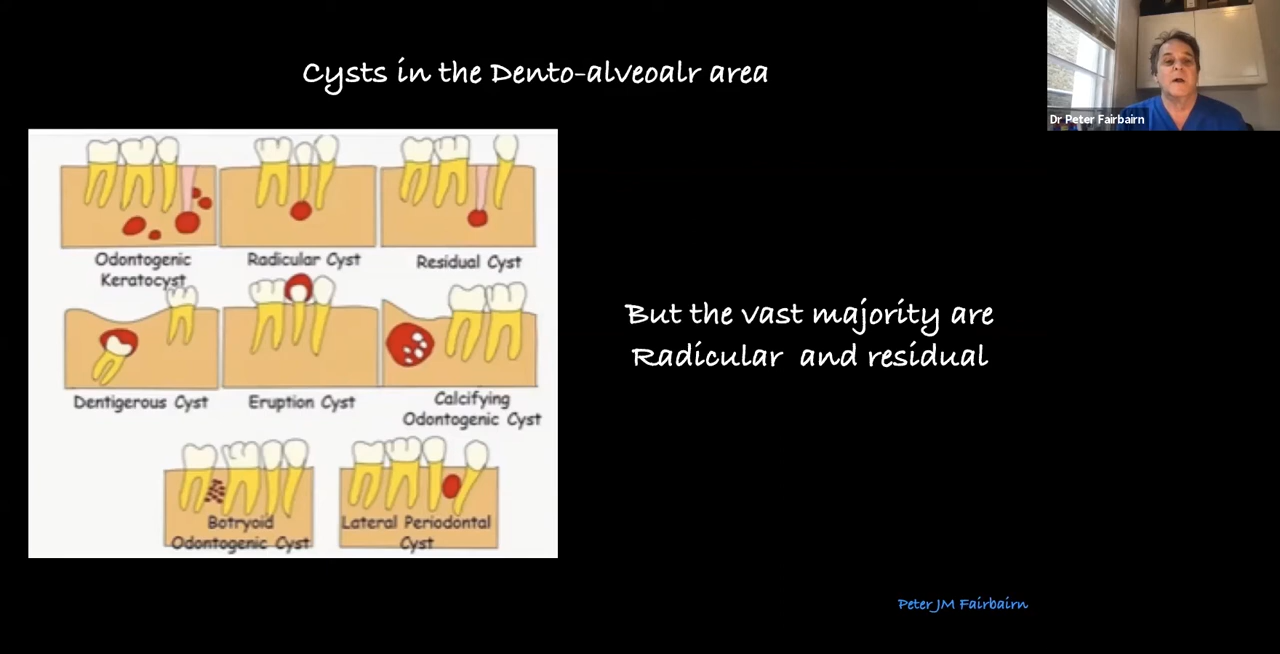 Cysts in the Dento-alveoalr area
Dr Peter Fairbairn
Odontogenic
Keratocyst
Radicular Cyst
Residual Cyst
Dentigerous Cyst
Eruption Cyst
Calcifying
Odontogenic Cyst
Botryoid
Odontogenic Cyst
Lateral Periodontal
Cyst
But the vast majority are
Radicular and residual
Peter JM Fairbairn